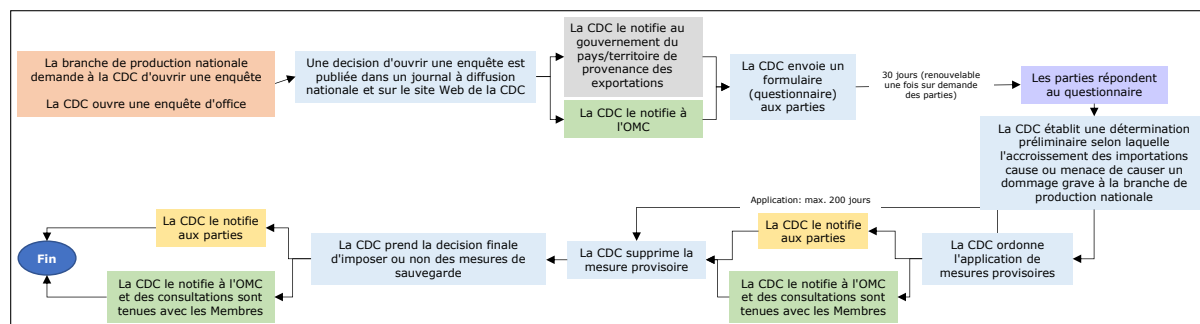 La branche de production nationale
demande à la CDC d'ouvrir une enquête
La CDC ouvre une enquête d'office
Une decision d'ouvrir une enquête est
publiée dans un journal à diffusion
nationale et sur le site Web de la CDC
La CDC le notifie au
gouvernement du
pays/territoire de
provenance des
exportations
La CDC le notifie à
l'OMC
La CDC envoie un
formulaire
(questionnaire)
aux parties
30 jours (renouvelable
une fois sur demande
des parties)
Les parties répondent
au questionnaire
La CDC établit une détermination
préliminaire selon laquelle
l'accroissement des importations
cause ou menace de causer un
dommage grave à la branche de
production nationale
Application: max. 200 jours
La CDC ordonne
l'application de
mesures provisoires
La CDC le notifie
aux parties
La CDC le notifie à l'OMC
et des consultations sont
tenues avec les Membres
La CDC supprime la
mesure provisoire
La CDC prend la decision finale
d'imposer ou non des mesures de
sauvegarde
La CDC le notifie
aux parties
La CDC le notifie à l'OMC
et des consultations sont
tenues avec les Membres
Fin